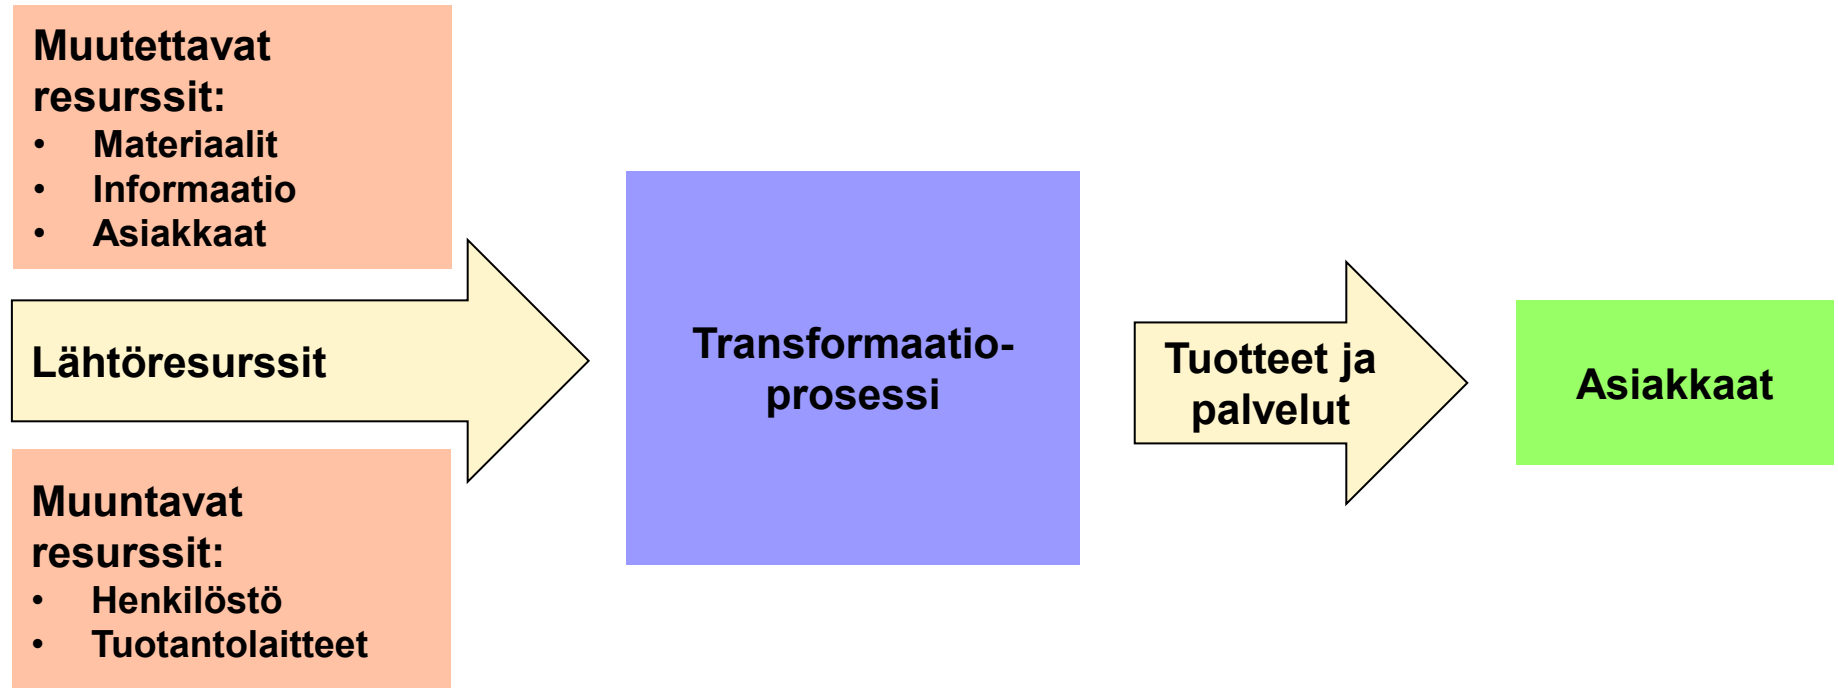 Muutettavat
resurssit:
• Materiaalit
• Informaatio
• Asiakkaat
Lähtöresurssit
Muuntavat
resurssit:
• Henkilöstö
• Tuotantolaitteet
Transformaatio-
prosessi
Tuotteet ja
palvelut
Asiakkaat